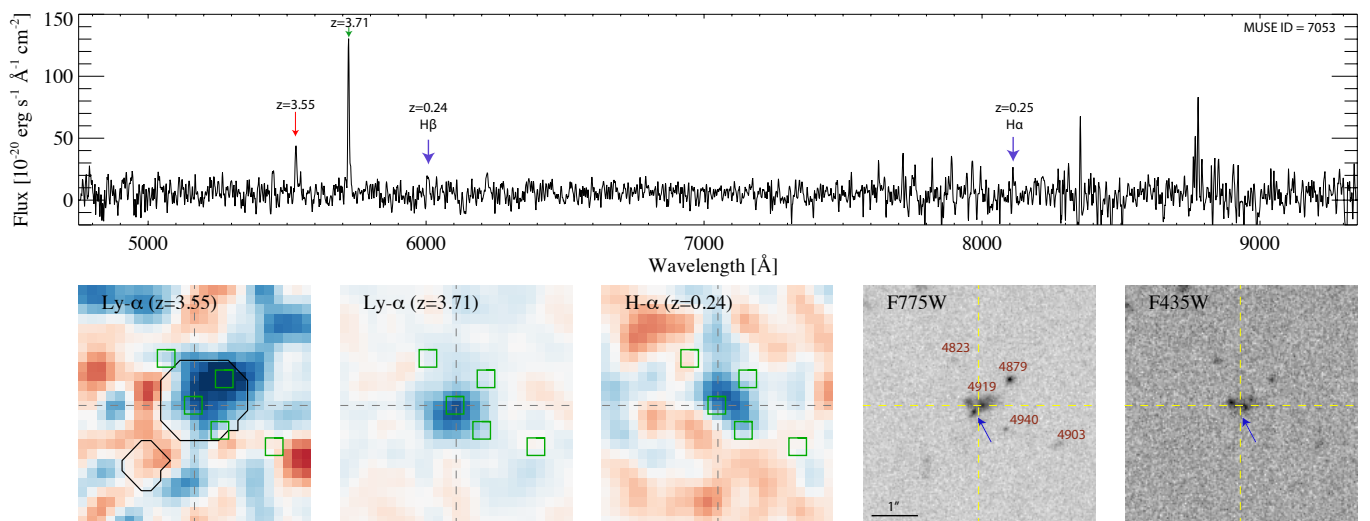 z=3.71
MUSE ID = 7053
z=3.55
z=0.24
Hβ
z=0.25
Hα
150
100
50
0
Flux [10⁻²⁰ erg s⁻¹ Å⁻¹ cm⁻²]
5000 6000 7000 8000 9000
Wavelength [Å]
Ly-α (z=3.55)
Ly-α (z=3.71)
H-α (z=0.24)
F775W
4823
4879
4919
4940
4903
1"
F435W